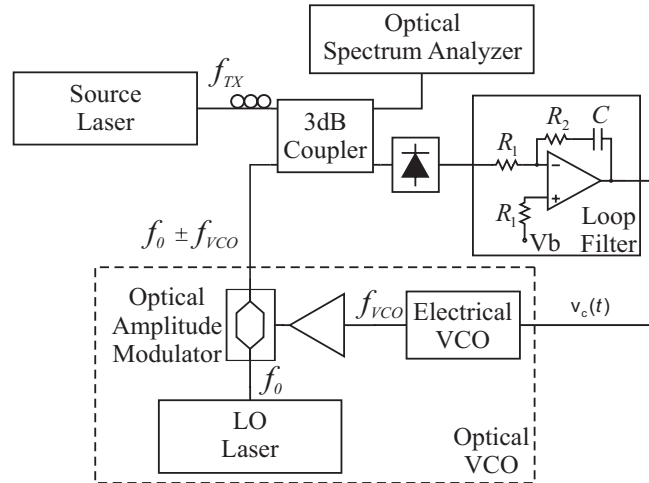 Optical
Spectrum Analyzer
f_TX
Source
Laser
3dB
Coupler
R_2
C
R_1
−
+
R_1
Vb
Loop
Filter
f_0 ± f_VCO
Optical
Amplitude
Modulator
f_VCO
Electrical
VCO
v_c(t)
f_0
LO
Laser
Optical
VCO